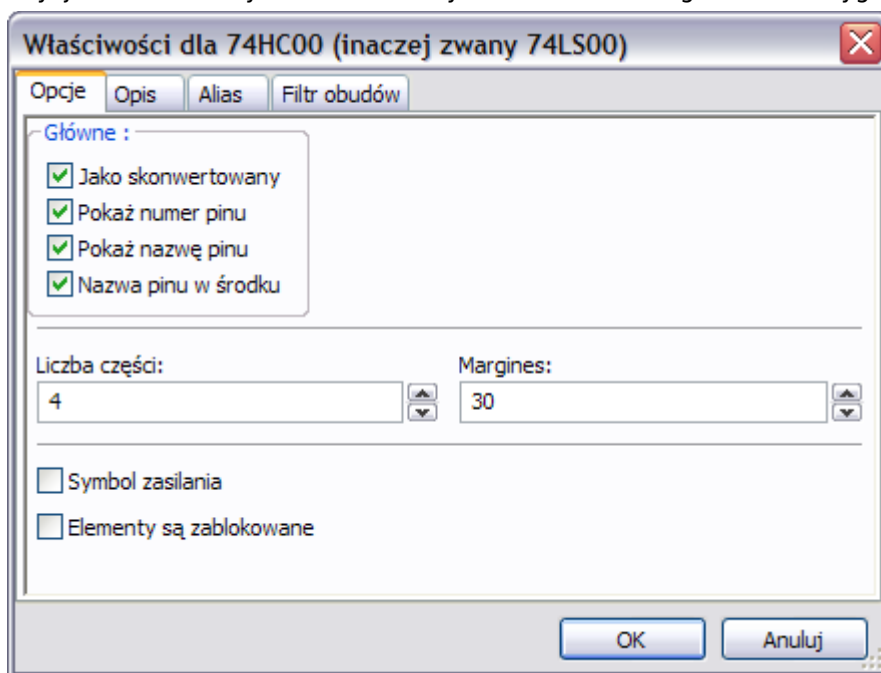 Właściwości dla 74HC00 (inaczej zwany 74LS00)
Opcje Opis Alias Filtr obudów
Główne :
Jako skonwertowany
Pokaż numer pinu
Pokaż nazwę pinu
Nazwa pinu w środku
Liczba części: Margines:
4 30
Symbol zasilania
Elementy są zablokowane
OK Anuluj